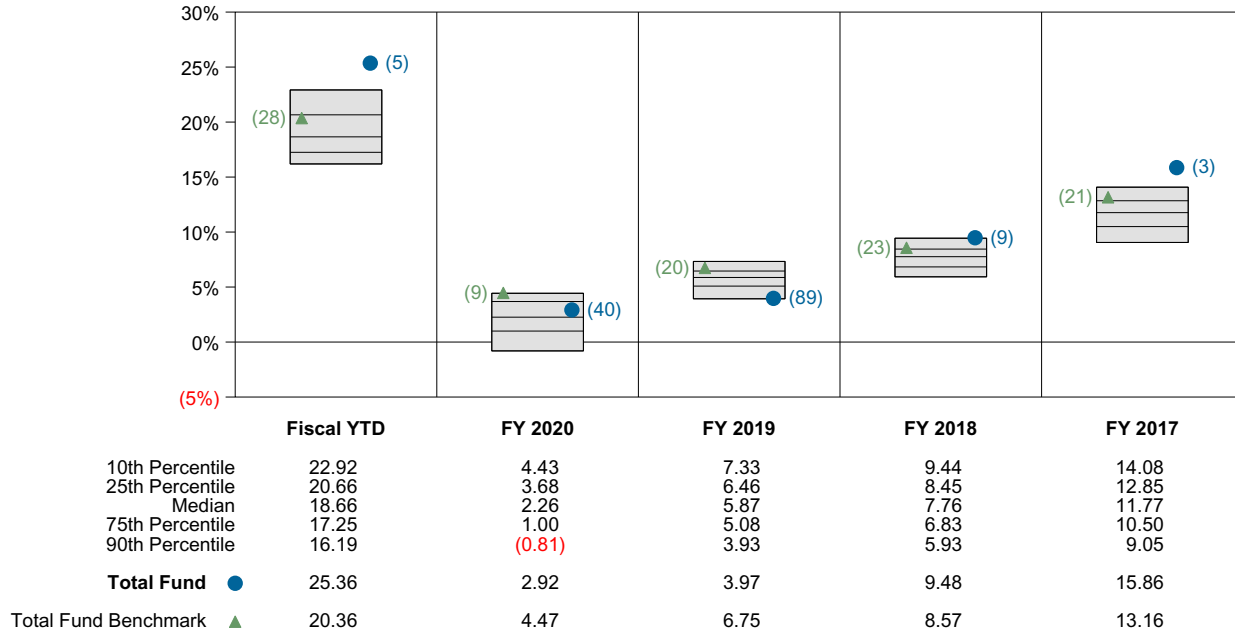 30%
25%
20%
15%
10%
5%
0%
(5%)
(28) (5)
(9) (40)
(20) (89)
(23) (9)
(21) (3)
Fiscal YTD FY 2020 FY 2019 FY 2018 FY 2017
10th Percentile 22.92 4.43 7.33 9.44 14.08
25th Percentile 20.66 3.68 6.46 8.45 12.85
Median 18.66 2.26 5.87 7.76 11.77
75th Percentile 17.25 1.00 5.08 6.83 10.50
90th Percentile 16.19 (0.81) 3.93 5.93 9.05
Total Fund 25.36 2.92 3.97 9.48 15.86
Total Fund Benchmark 20.36 4.47 6.75 8.57 13.16